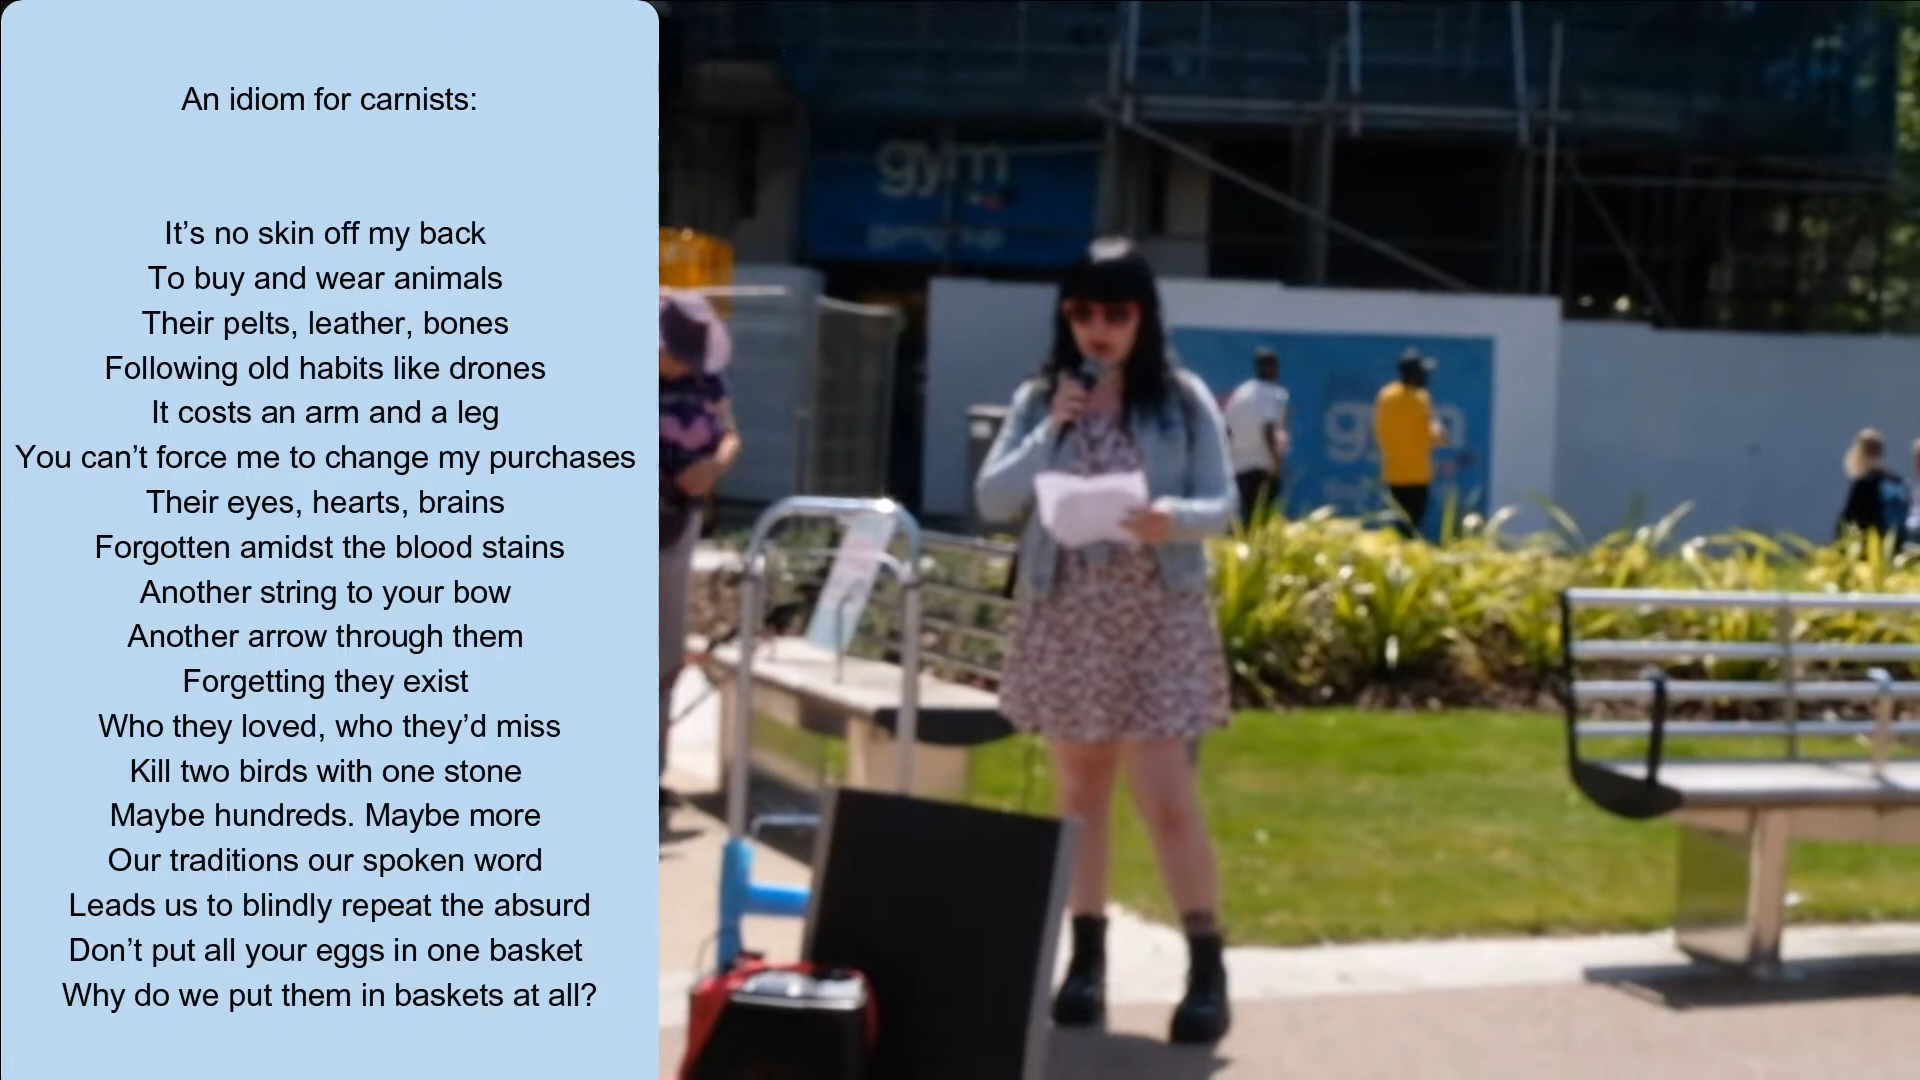 An idiom for carnists:
It’s no skin off my back
To buy and wear animals
Their pelts, leather, bones
Following old habits like drones
It costs an arm and a leg
You can’t force me to change my purchases
Their eyes, hearts, brains
Forgotten amidst the blood stains
Another string to your bow
Another arrow through them
Forgetting they exist
Who they loved, who they’d miss
Kill two birds with one stone
Maybe hundreds. Maybe more
Our traditions our spoken word
Leads us to blindly repeat the absurd
Don’t put all your eggs in one basket
Why do we put them in baskets at all?
gym
gym